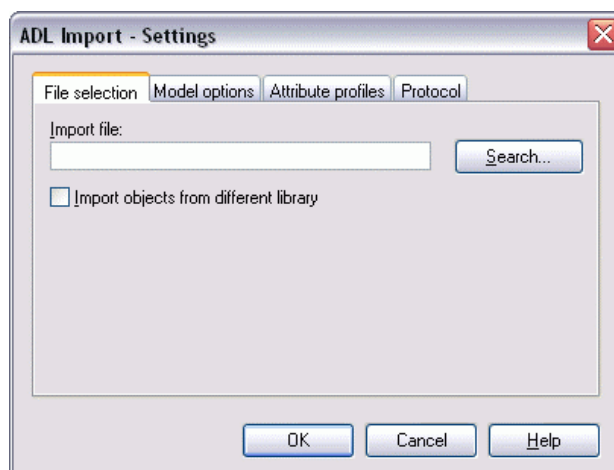 ADL Import - Settings
File selection Model options Attribute profiles Protocol
Import file:
Search...
Import objects from different library
OK Cancel Help